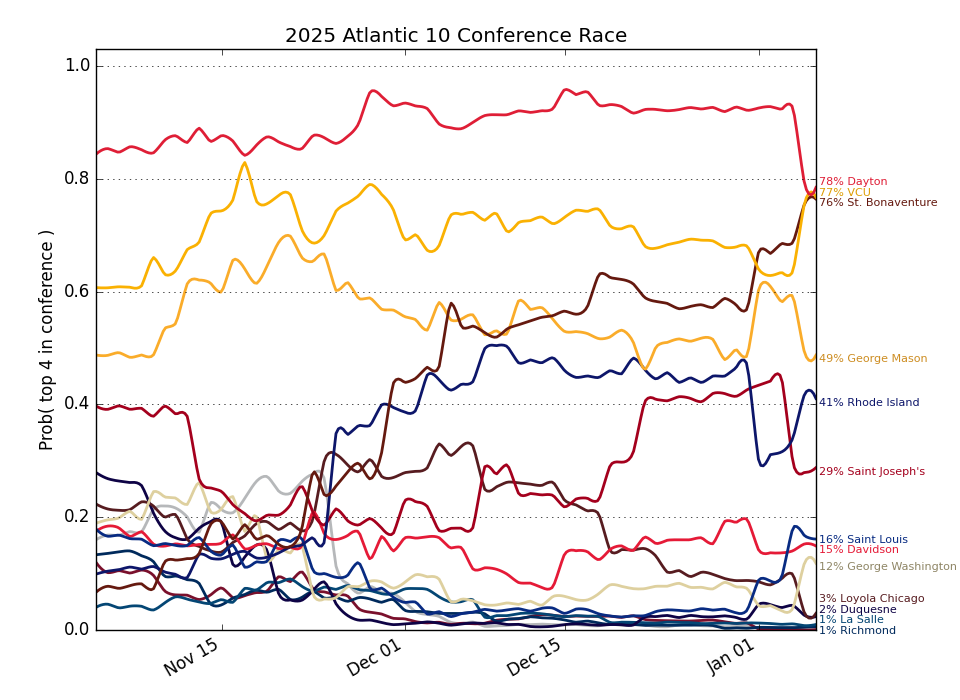 2025 Atlantic 10 Conference Race
Prob( top 4 in conference )
1.0
0.8
0.6
0.4
0.2
0.0
Nov 15
Dec 01
Dec 15
Jan 01
78% Dayton
77% VCU
76% St. Bonaventure
49% George Mason
41% Rhode Island
29% Saint Joseph's
16% Saint Louis
15% Davidson
12% George Washington
3% Loyola Chicago
2% Duquesne
1% La Salle
1% Richmond